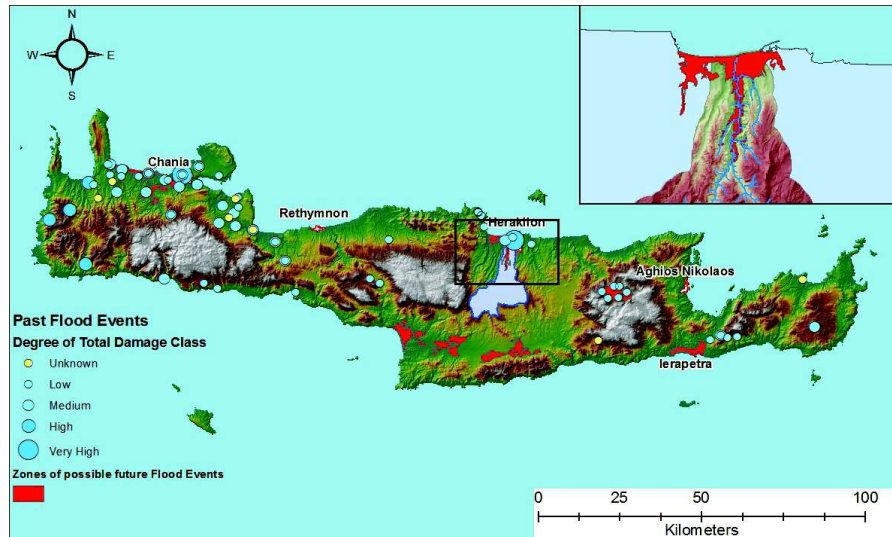 N
W E
S
Chania
Rethymnon
Heraklion
Aghios Nikolaos
Ierapetra
Past Flood Events
Degree of Total Damage Class
Unknown
Low
Medium
High
Very High
Zones of possible future Flood Events
0 25 50 100
Kilometers